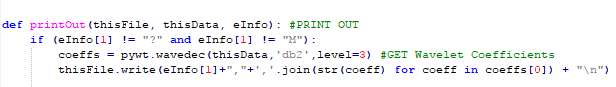 def printOut(thisFile, thisData, eInfo): #PRINT OUT
    if (eInfo[1] != "?" and eInfo[1] != "M"):
        coeffs = pywt.wavedec(thisData,'db2',level=3) #GET Wavelet Coefficients
        thisFile.write(eInfo[1]+","+','.join(str(coeff) for coeff in coeffs[0]) + "\n")